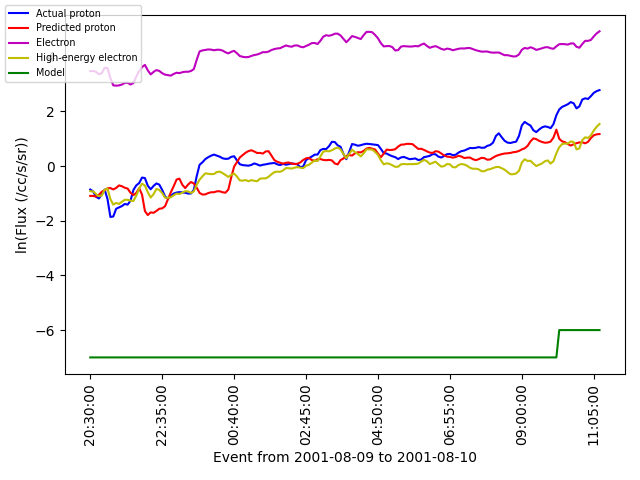 Actual proton
Predicted proton
Electron
High-energy electron
Model
2
0
−2
−4
−6
ln(Flux (/cc/s/sr))
20:30:00
22:35:00
00:40:00
02:45:00
04:50:00
06:55:00
09:00:00
11:05:00
Event from 2001-08-09 to 2001-08-10